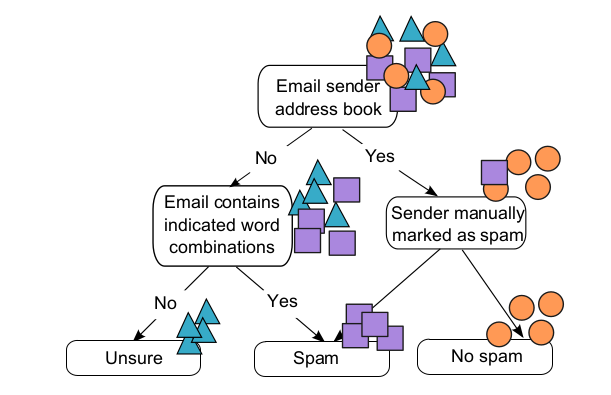 Email sender
address book
No
Yes
Email contains
indicated word
combinations
Sender manually
marked as spam
No
Yes
Unsure
Spam
No spam